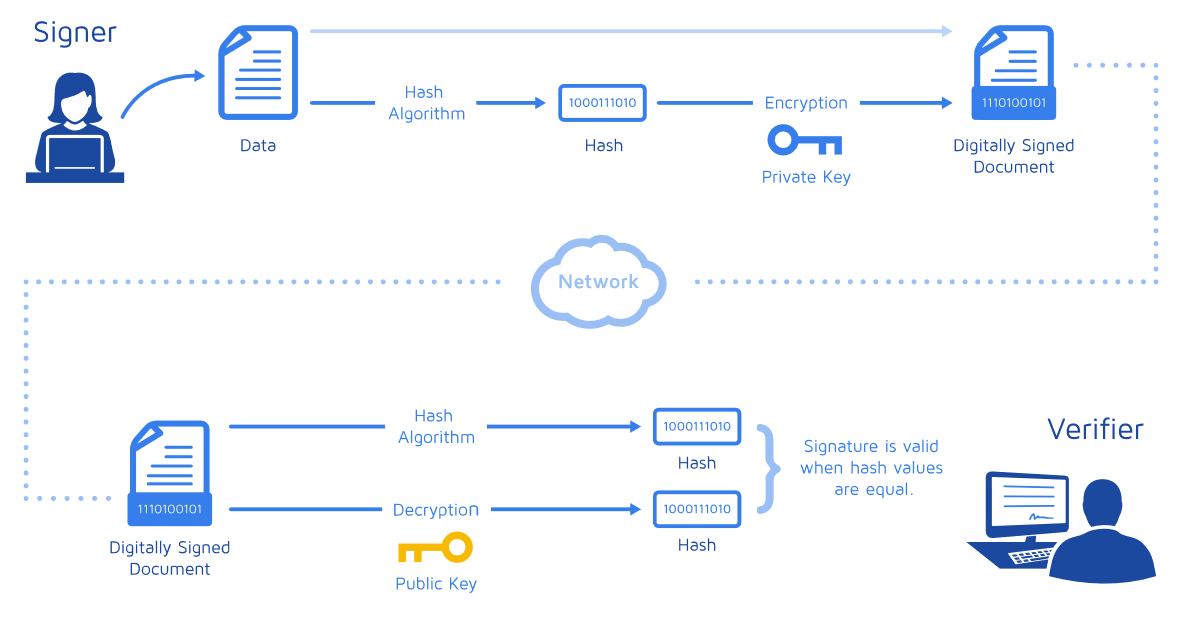 Signer
Hash
Algorithm
1000111010
Encryption
1110100101
Data
Hash
Private Key
Digitally Signed
Document
Network
Hash
Algorithm
1000111010
Hash
Signature is valid
when hash values
are equal.
Verifier
1110100101
Decryption
1000111010
Hash
Digitally Signed
Document
Public Key